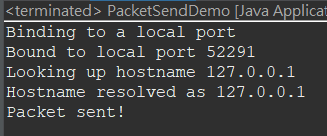 <terminated> PacketSendDemo [Java Applicat
Binding to a local port
Bound to local port 52291
Looking up hostname 127.0.0.1
Hostname resolved as 127.0.0.1
Packet sent!